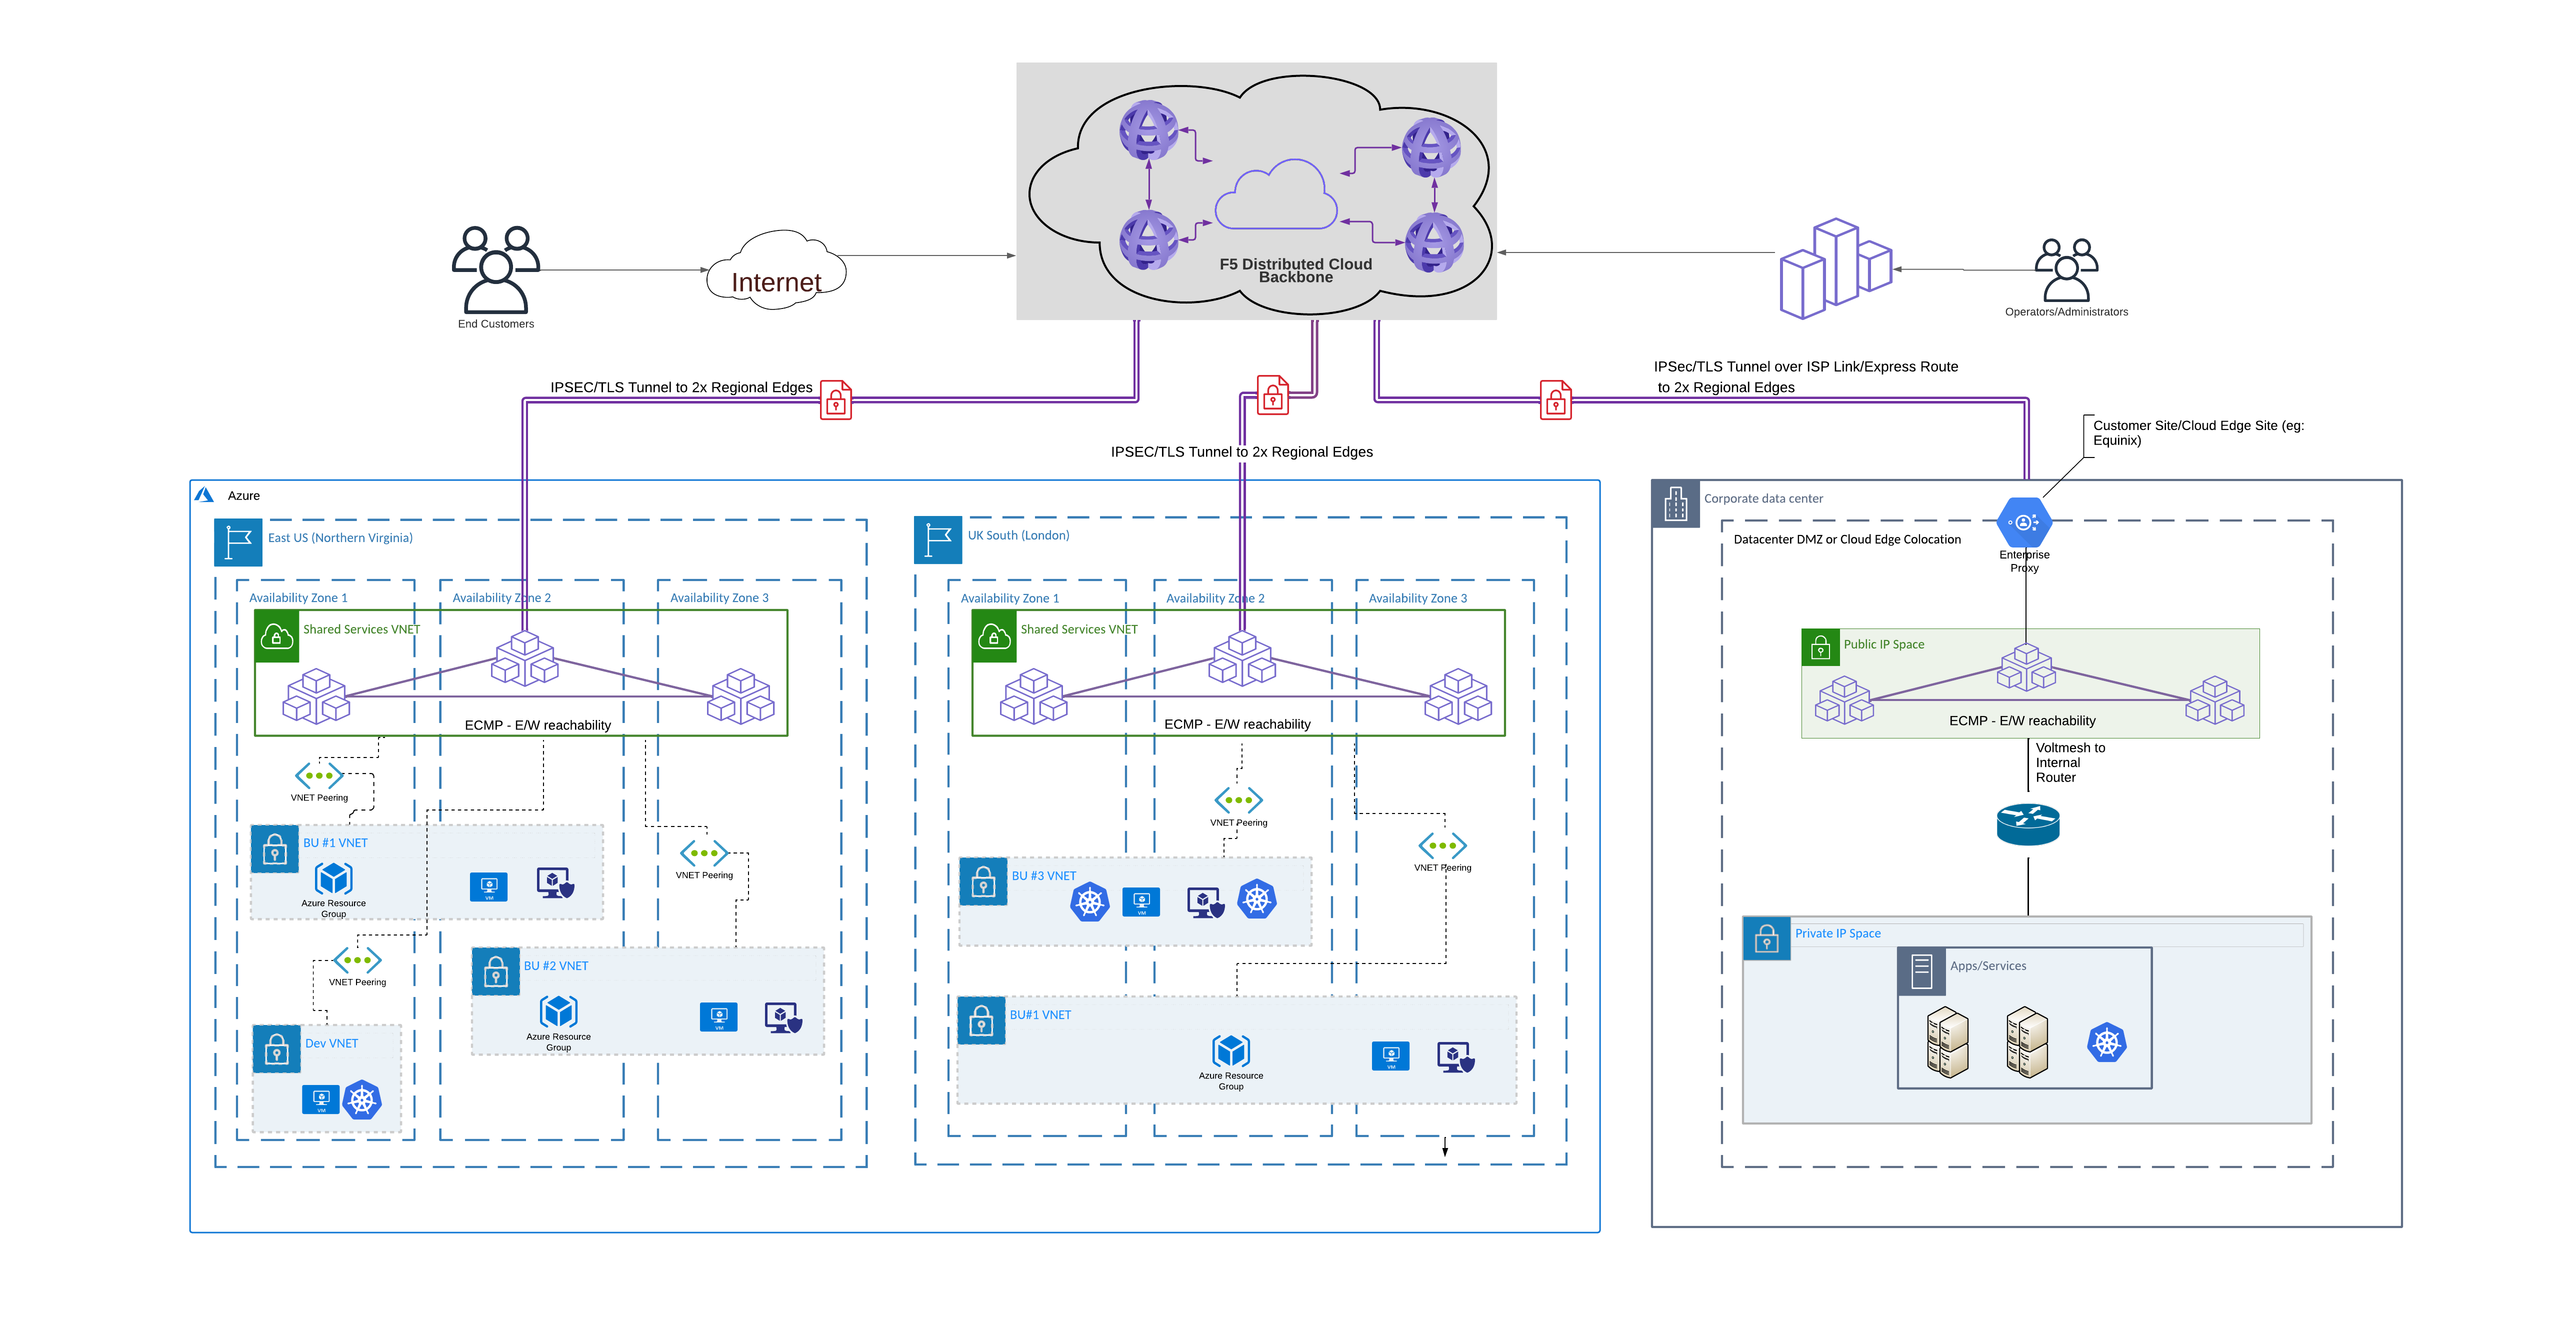 F5 Distributed Cloud
Backbone
Internet
End Customers
Operators/Administrators
IPSEC/TLS Tunnel to 2x Regional Edges
IPSec/TLS Tunnel over ISP Link/Express Route
to 2x Regional Edges
IPSEC/TLS Tunnel to 2x Regional Edges
Customer Site/Cloud Edge Site (eg:
Equinix)
Azure
East US (Northern Virginia)
Availability Zone 1
Availability Zone 2
Availability Zone 3
Shared Services VNET
ECMP - E/W reachability
VNET Peering
BU #1 VNET
Azure Resource
Group
VM
VNET Peering
VNET Peering
BU #2 VNET
Azure Resource
Group
VM
Dev VNET
VM
UK South (London)
Availability Zone 1
Availability Zone 2
Availability Zone 3
Shared Services VNET
ECMP - E/W reachability
VNET Peering
VNET Peering
BU #3 VNET
VM
BU#1 VNET
Azure Resource
Group
VM
Corporate data center
Datacenter DMZ or Cloud Edge Colocation
Enterprise
Proxy
Public IP Space
ECMP - E/W reachability
Voltmesh to
Internal
Router
Private IP Space
Apps/Services